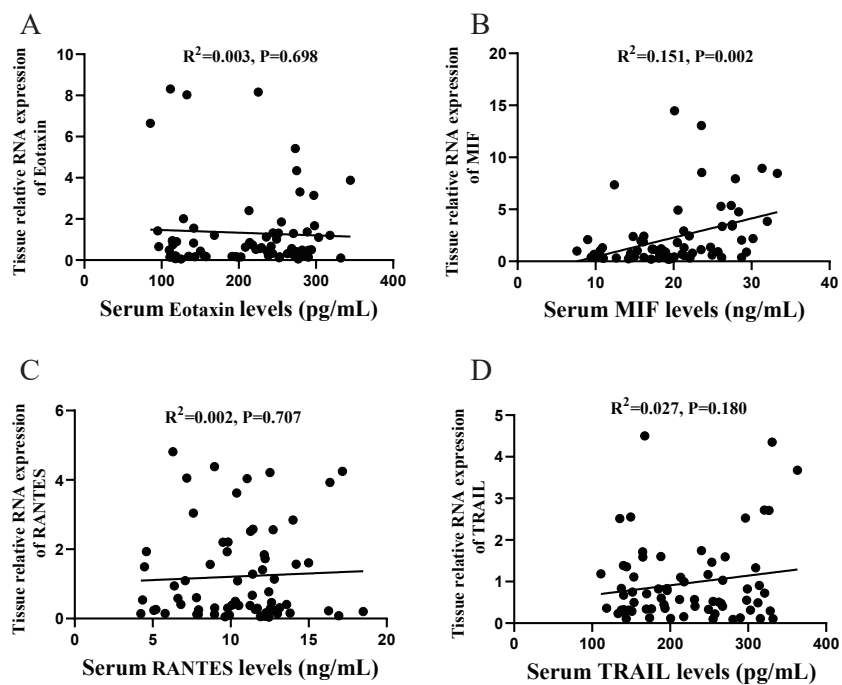 A
R²=0.003, P=0.698
Tissue relative RNA expression
of Eotaxin
10
8
6
4
2
0
0 100 200 300 400
Serum Eotaxin levels (pg/mL)
B
R²=0.151, P=0.002
Tissue relative RNA expression
of MIF
20
15
10
5
0
0 10 20 30 40
Serum MIF levels (ng/mL)
C
R²=0.002, P=0.707
Tissue relative RNA expression
of RANTES
6
4
2
0
0 5 10 15 20
Serum RANTES levels (ng/mL)
D
R²=0.027, P=0.180
Tissue relative RNA expression
of TRAIL
5
4
3
2
1
0
0 100 200 300 400
Serum TRAIL levels (pg/mL)